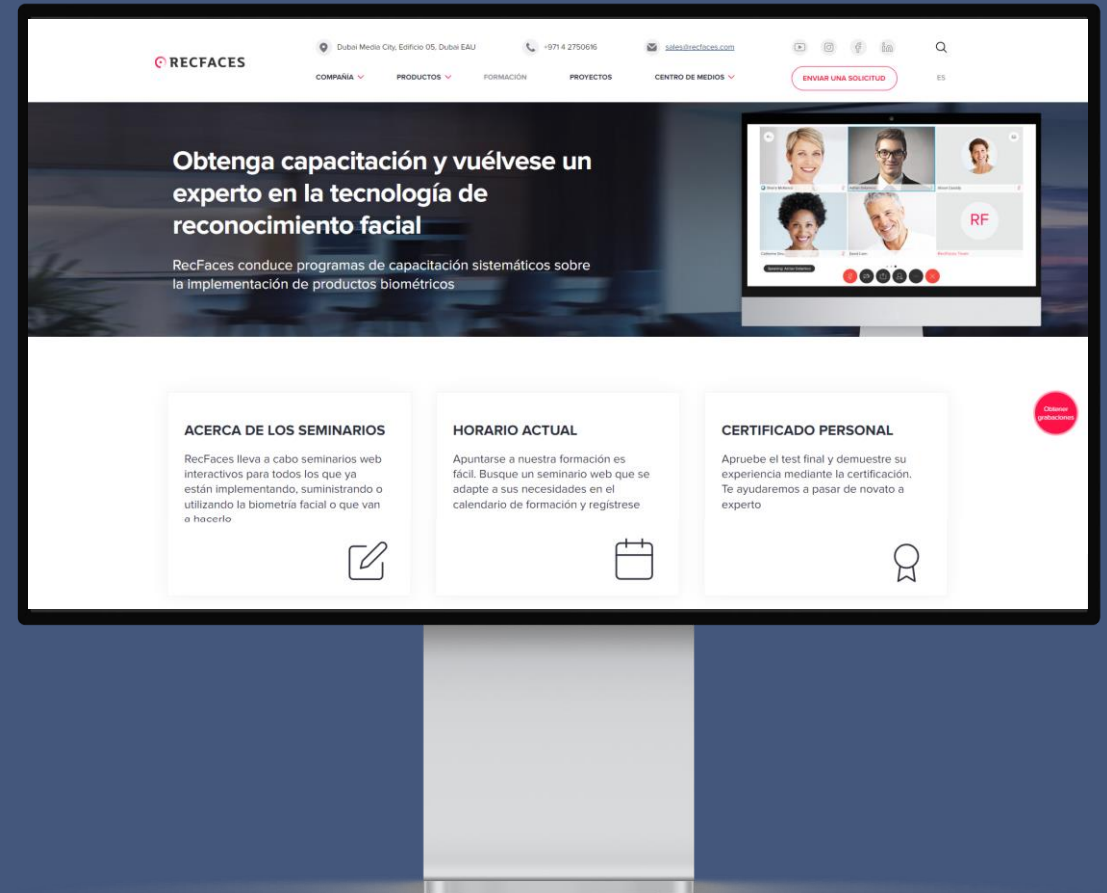 RECFACES
Dubai Media City, Edificio 05, Dubai EAU
+971 4 2750616
sales@recfaces.com
COMPAÑIA
PRODUCTOS
FORMACIÓN
PROYECTOS
CENTRO DE MEDIOS
ENVIAR UNA SOLICITUD
ES
Obtenga capacitación y vuélvese un
experto en la tecnología de
reconocimiento facial
RecFaces conduce programas de capacitación sistemáticos sobre
la implementación de productos biométricos
RF
Obtener
grabaciones
ACERCA DE LOS SEMINARIOS
RecFaces lleva a cabo seminarios web
interactivos para todos los que ya
están implementando, suministrando o
utilizando la biometría facial o que van
a hacerlo
HORARIO ACTUAL
Apuntarse a nuestra formación es
fácil. Busque un seminario web que se
adapte a sus necesidades en el
calendario de formación y regístrese
CERTIFICADO PERSONAL
Apruebe el test final y demuestre su
experiencia mediante la certificación.
Te ayudaremos a pasar de novato a
experto